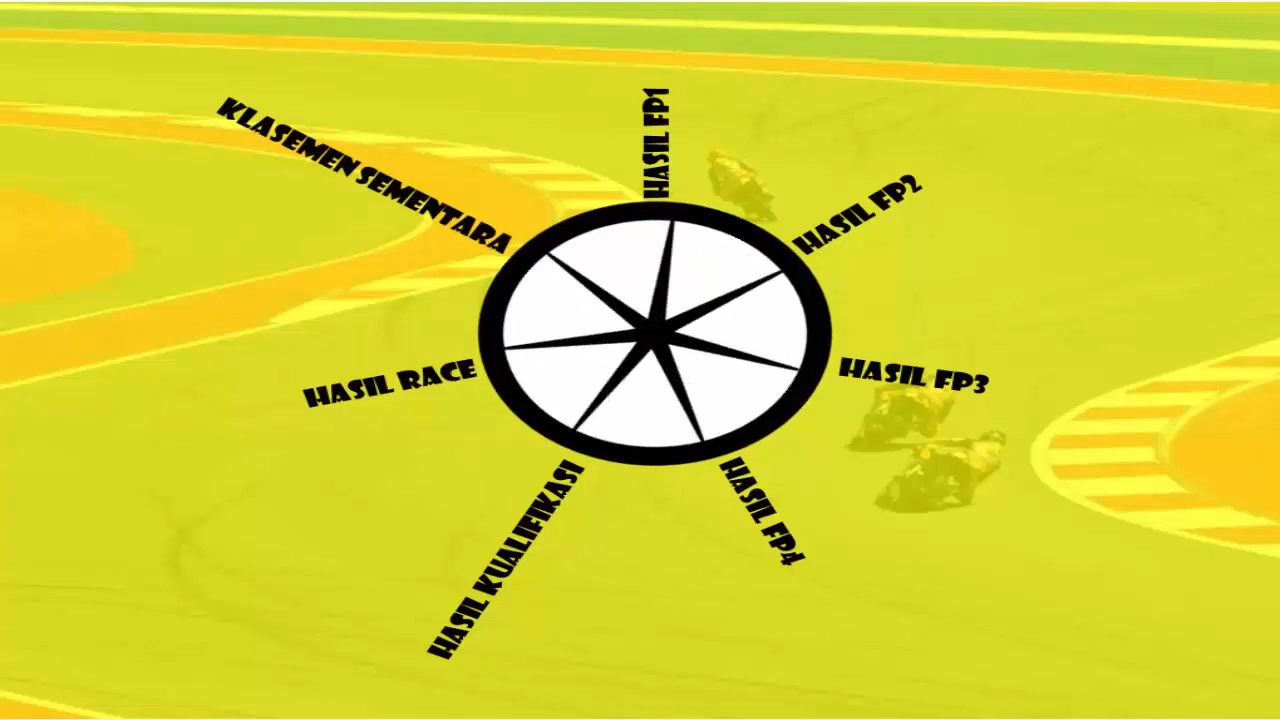 HASIL FP1
HASIL FP2
HASIL FP3
HASIL FP4
HASIL KUALIFIKASI
HASIL RACE
KLASEMEN SEMENTARA